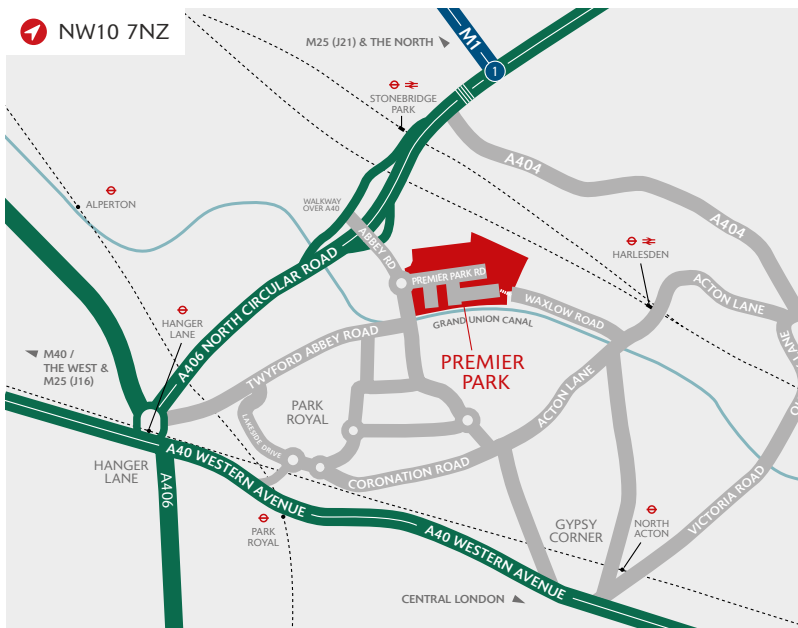 NW10 7NZ
M25 (J21) & THE NORTH
M1
1
STONEBRIDGE
PARK
A404
A404
ALPERTON
WALKWAY
OVER A40
ABBEY RD
HARLESDEN
A406 NORTH CIRCULAR ROAD
PREMIER PARK RD
ACTON LANE
WAXLOW ROAD
GRAND UNION CANAL
HANGER
LANE
M40 /
THE WEST &
M25 (J16)
TWYFORD ABBEY ROAD
PREMIER
PARK
PARK
ROYAL
LAKESIDE DRIVE
ACTON LANE
CORONATION ROAD
HANGER
LANE
A406
A40 WESTERN AVENUE
PARK
ROYAL
A40 WESTERN AVENUE
GYPSY
CORNER
NORTH
ACTON
VICTORIA ROAD
CENTRAL LONDON